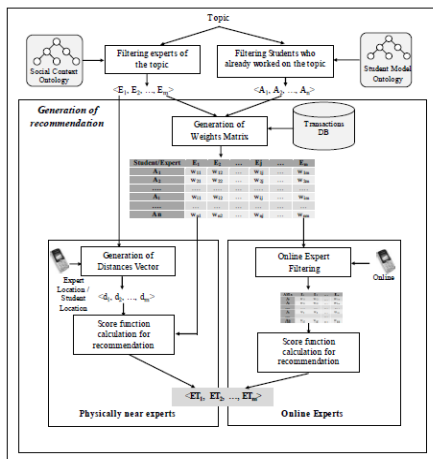 Topic
Social Context
Ontology
Filtering experts of
the topic
Filtering Students who
already worked on the topic
Student Model
Ontology
<E1, E2, …, Em>
<A1, A2, …, An>
Generation of
recommendation
Generation of
Weights Matrix
Transactions
DB
Student/Expert E1 E2 … Ej … Em
A1 w11 w12 … w1j … w1m
A2 w21 w22 … w2j …
.....
Ai … wij …
.....
An wn1 wn2 … wnj … wnm
Generation of
Distances Vector
Expert
Location /
Student
Location
<d1, d2, …, dm>
Score function
calculation for
recommendation
Online Expert
Filtering
Online
Score function
calculation for
recommendation
<ET1, ET2, …, ETm>
Physically near experts
Online Experts